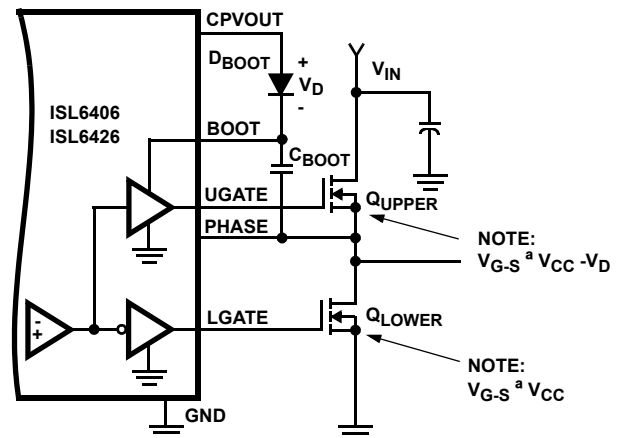 CPVOUT
DBOOT
+
VD
-
VIN
ISL6406
ISL6426
BOOT
CBOOT
UGATE
QUPPER
PHASE
NOTE:
VG-S ª VCC -VD
-
+
LGATE
QLOWER
NOTE:
VG-S ª VCC
GND